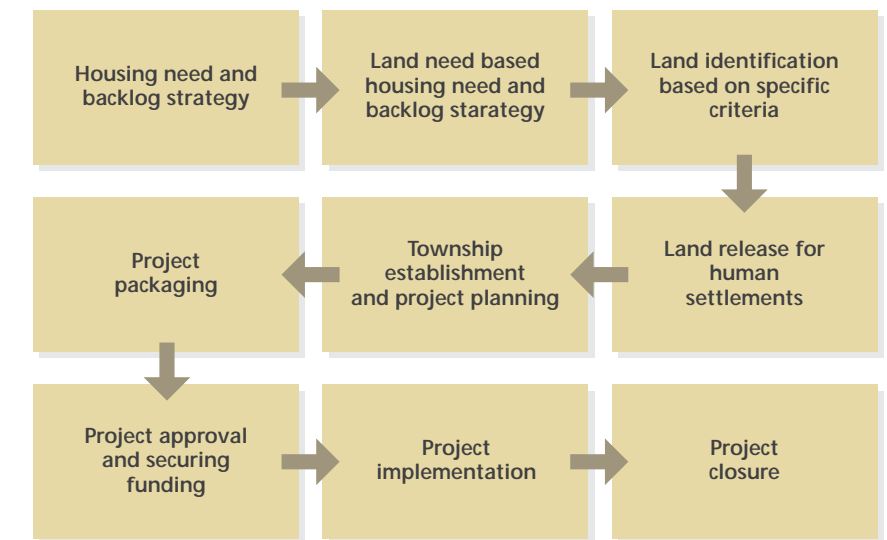 Housing need and
backlog strategy
Land need based
housing need and
backlog starategy
Land identification
based on specific
criteria
Land release for
human
settlements
Township
establishment
and project planning
Project
packaging
Project approval
and securing
funding
Project
implementation
Project
closure